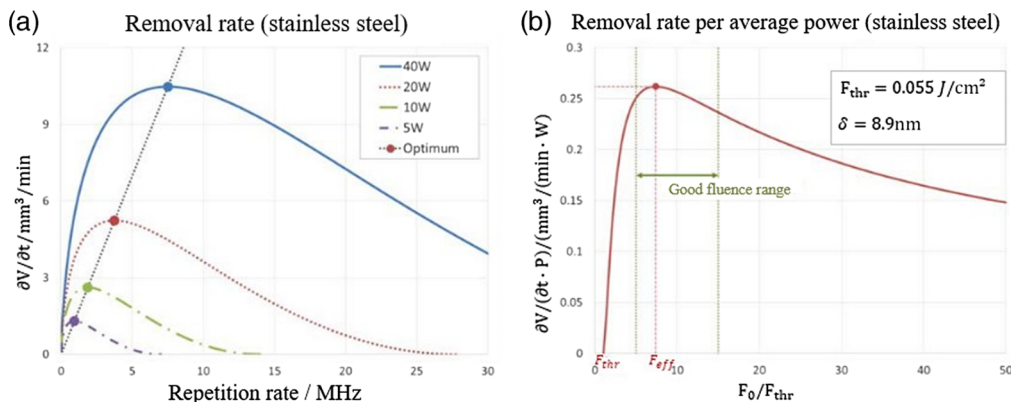 (a)
Removal rate (stainless steel)
12
9
6
3
0
∂V/∂t/mm³/min
40W
20W
10W
5W
Optimum
0
5
10
15
20
25
30
Repetition rate / MHz
(b)
Removal rate per average power (stainless steel)
0.3
0.25
0.2
0.15
0.1
0.05
0
∂V/(∂t · P)/(mm³/(min · W)
F_thr = 0.055 J/cm²
δ = 8.9nm
Good fluence range
F_thr
F_eff
0
10
20
30
40
50
F₀/F_thr